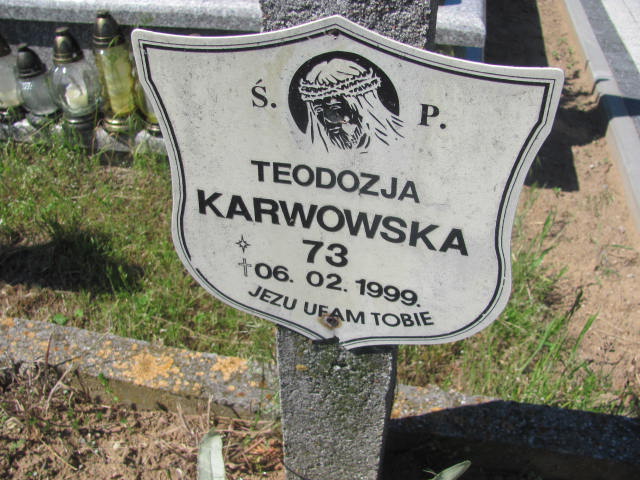 Ś. P.
TEODOZJA
KARWOWSKA
73
06. 02. 1999.
JEZU UFAM TOBIE